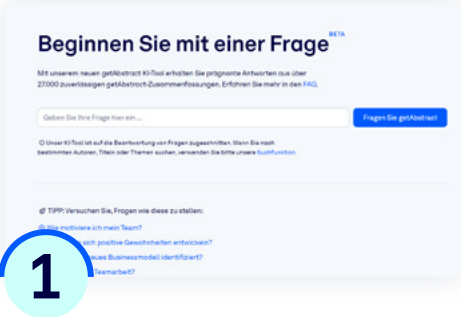 Beginnen Sie mit einer Frage BETA
Mit unserem neuen getAbstract KI-Tool erhalten Sie prägnante Antworten aus über
27.000 zuverlässigen getAbstract-Zusammenfassungen. Erfahren Sie mehr in den FAQ.
Geben Sie Ihre Frage hier ein ... Fragen Sie getAbstract
Unser KI-Tool ist auf die Beantwortung von Fragen zugeschnitten. Wenn Sie nach
bestimmten Autoren, Titeln oder Themen suchen, verwenden Sie bitte unsere Suchfunktion.
TIPP: Versuchen Sie, Fragen wie diese zu stellen:
Wie motiviere ich mein Team?
sich positive Gewohnheiten entwickeln?
neues Businessmodell identifiziert?
Teamarbeit?
1